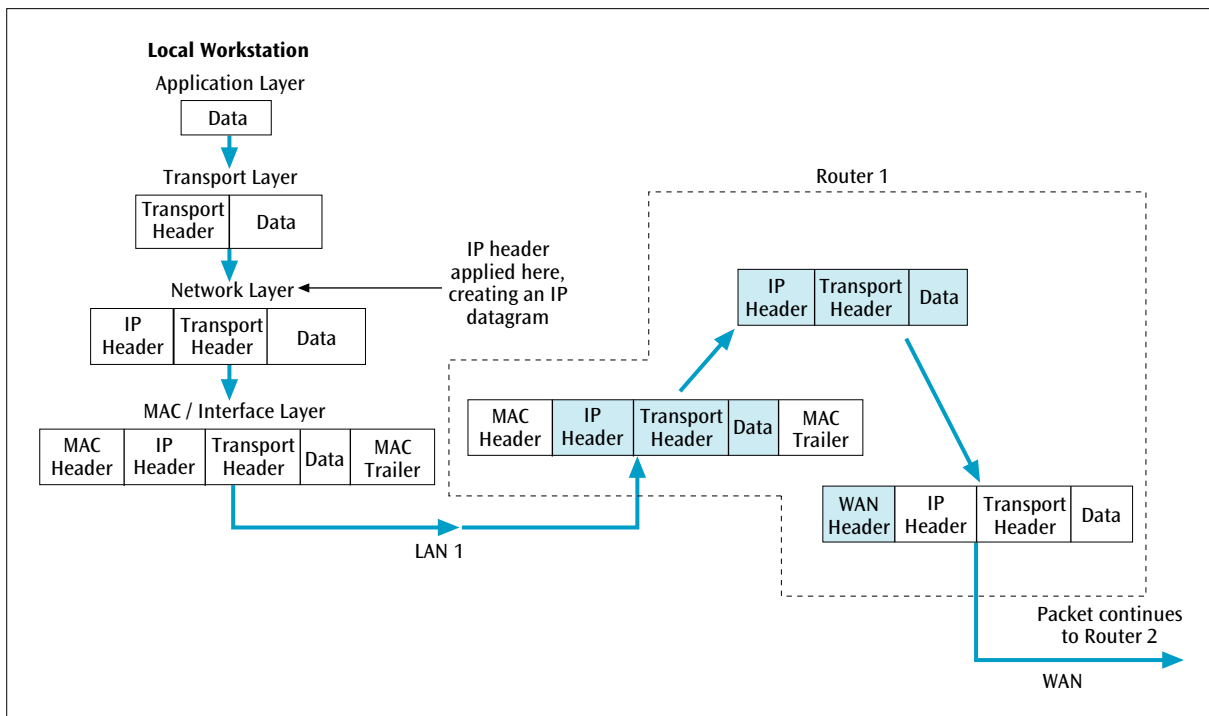 Local Workstation
Application Layer
Data
Transport Layer
Transport
Header
Data
Network Layer
IP header
applied here,
creating an IP
datagram
IP
Header
Transport
Header
Data
MAC / Interface Layer
MAC
Header
IP
Header
Transport
Header
Data
MAC
Trailer
LAN 1
Router 1
MAC
Header
IP
Header
Transport
Header
Data
MAC
Trailer
IP
Header
Transport
Header
Data
WAN
Header
IP
Header
Transport
Header
Data
Packet continues
to Router 2
WAN